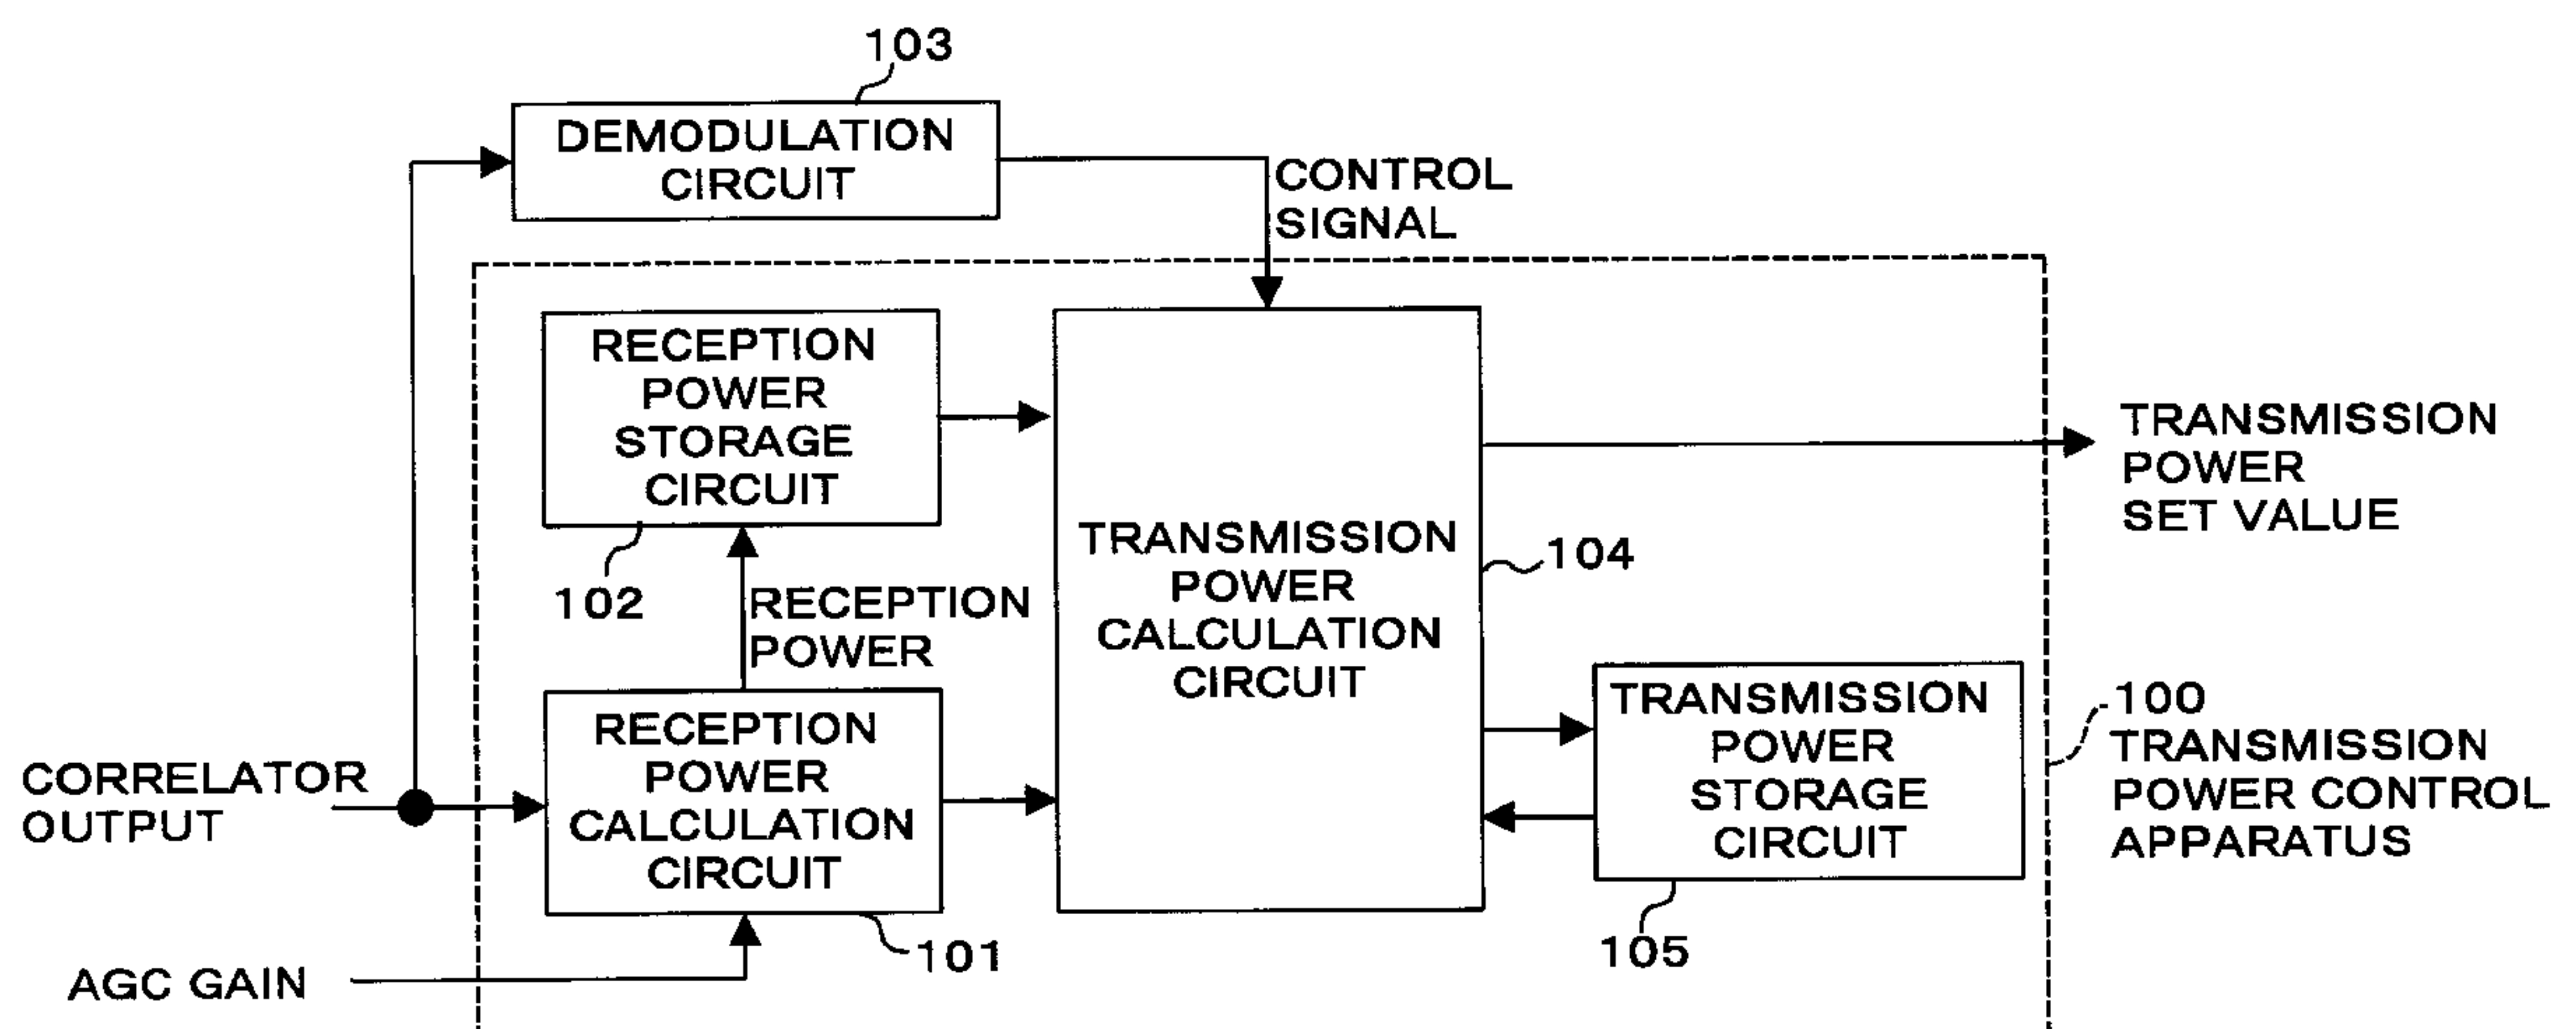 103
DEMODULATION
CIRCUIT
CONTROL
SIGNAL
RECEPTION
POWER
STORAGE
CIRCUIT
102
RECEPTION
POWER
TRANSMISSION
POWER
CALCULATION
CIRCUIT
104
TRANSMISSION
POWER
SET VALUE
CORRELATOR
OUTPUT
RECEPTION
POWER
CALCULATION
CIRCUIT
101
AGC GAIN
TRANSMISSION
POWER
STORAGE
CIRCUIT
105
100
TRANSMISSION
POWER CONTROL
APPARATUS